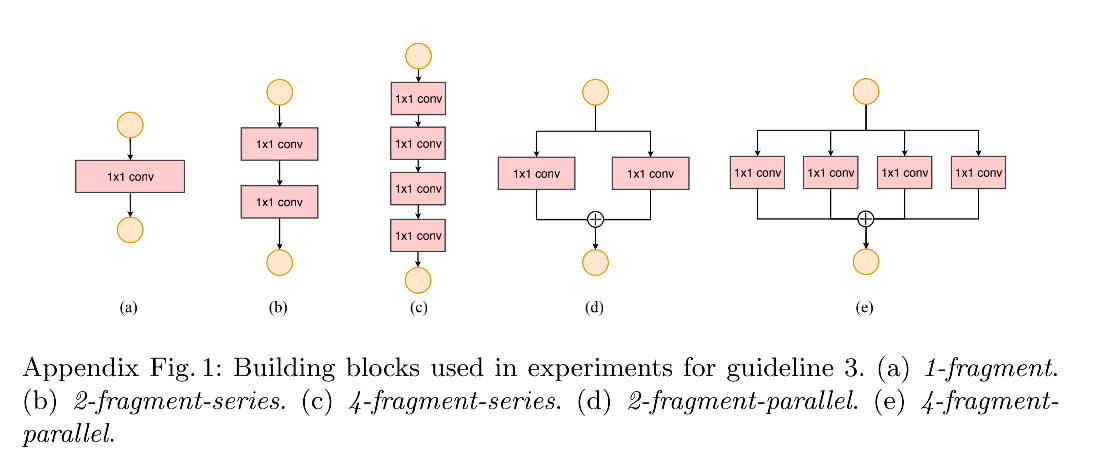 1x1 conv
1x1 conv
1x1 conv
1x1 conv
1x1 conv
1x1 conv
1x1 conv
1x1 conv 1x1 conv
1x1 conv 1x1 conv 1x1 conv 1x1 conv
(a) (b) (c) (d) (e)
Appendix Fig. 1: Building blocks used in experiments for guideline 3. (a) 1-fragment.
(b) 2-fragment-series. (c) 4-fragment-series. (d) 2-fragment-parallel. (e) 4-fragment-
parallel.